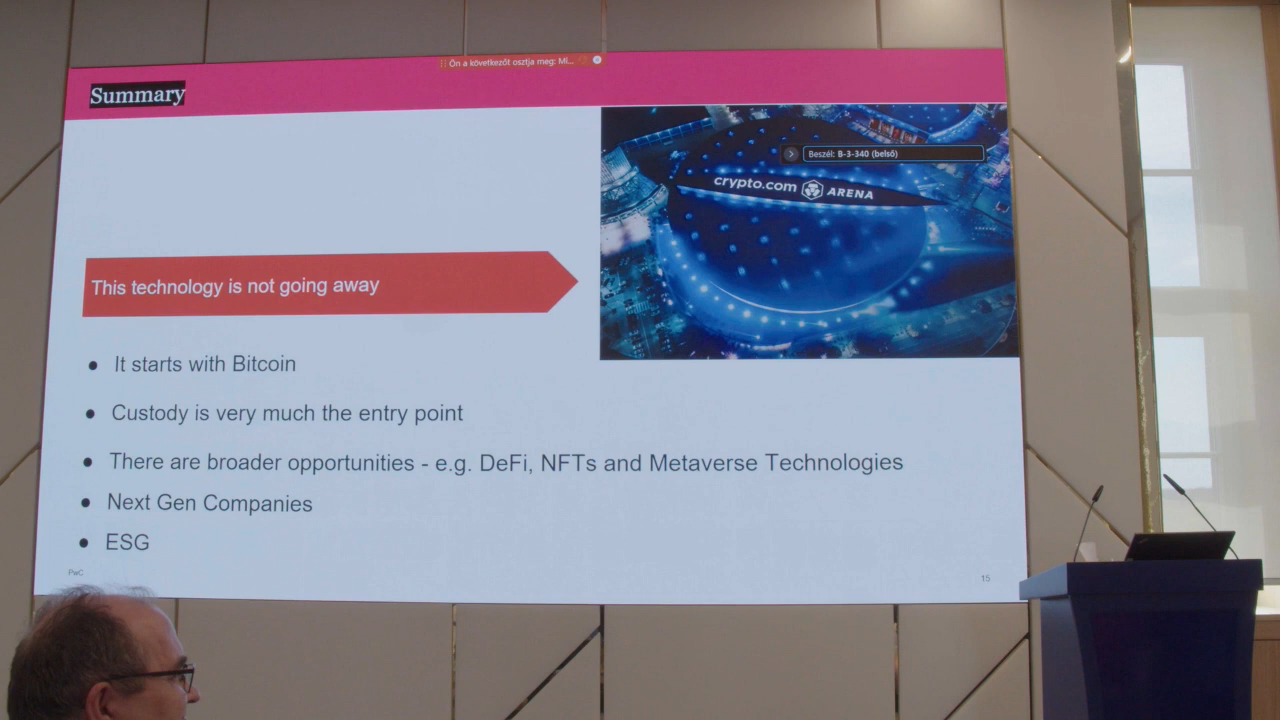 Ön a következőt osztja meg: Mi...
Summary
Beszél: B-3-340 (belső)
crypto.com ARENA
This technology is not going away
● It starts with Bitcoin
● Custody is very much the entry point
● There are broader opportunities - e.g. DeFi, NFTs and Metaverse Technologies
● Next Gen Companies
● ESG
PwC
15